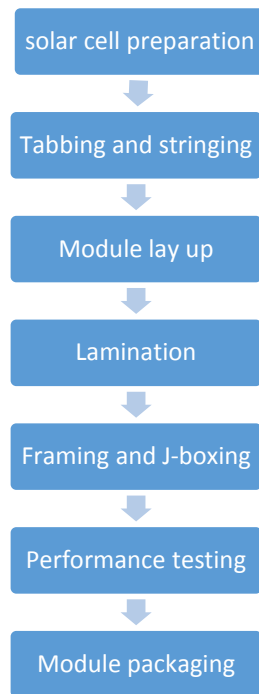 solar cell preparation
Tabbing and stringing
Module lay up
Lamination
Framing and J-boxing
Performance testing
Module packaging